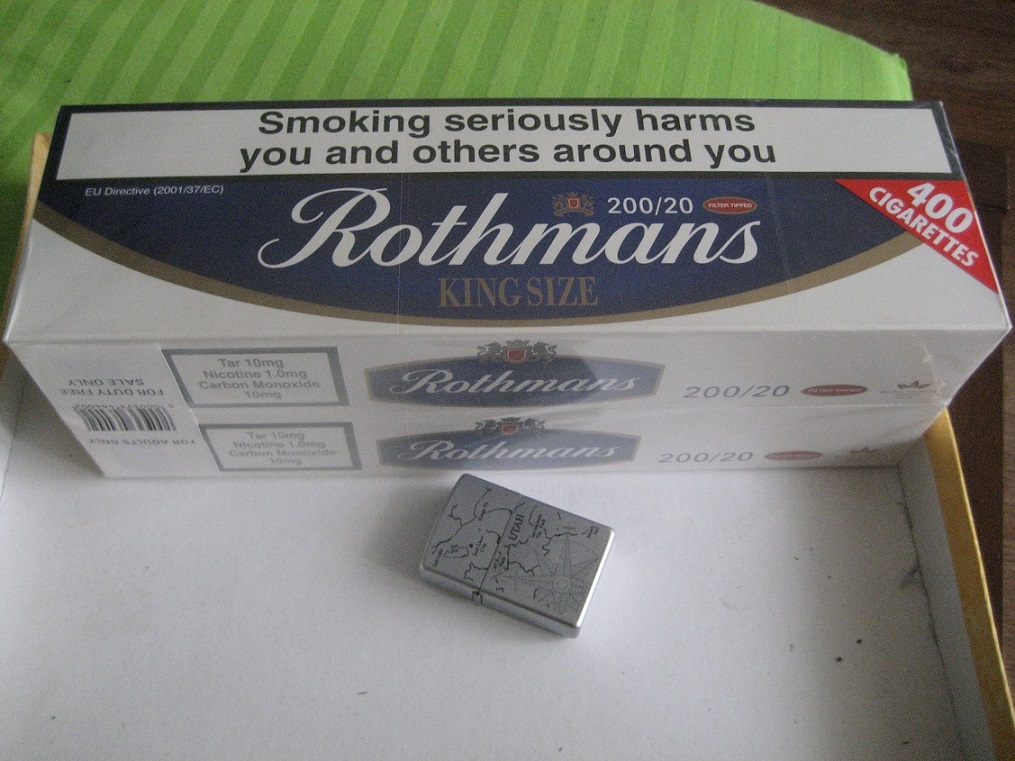 Smoking seriously harms
you and others around you
EU Directive (2001/37/EC)
200/20 FILTER TIPPED
Rothmans
KING SIZE
400
CIGARETTES
FOR DUTY FREE
SALE ONLY
FOR ADULTS ONLY
Tar 10mg
Nicotine 1.0mg
Carbon Monoxide
10mg
Rothmans
200/20
Tar 10mg
Nicotine 1.0mg
Carbon Monoxide
10mg
Rothmans
200/20
UTAH